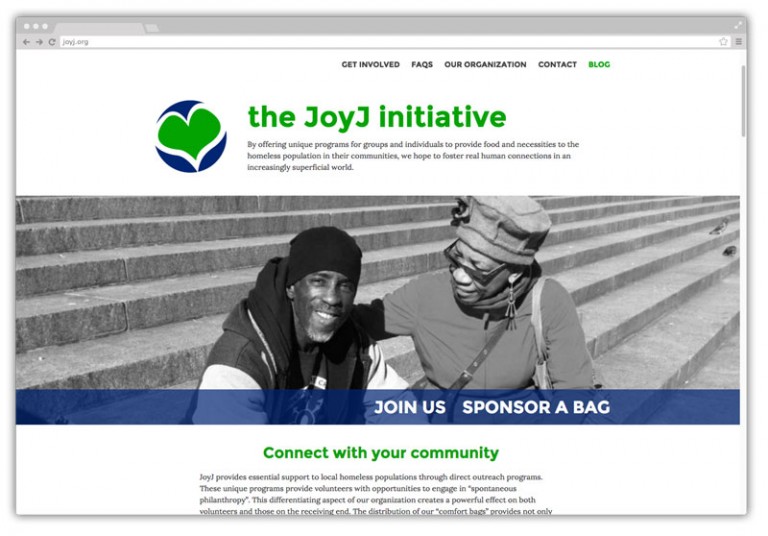 joyj.org
GET INVOLVED FAQS OUR ORGANIZATION CONTACT BLOG
the JoyJ initiative
By offering unique programs for groups and individuals to provide food and necessities to the
homeless population in their communities, we hope to foster real human connections in an
increasingly superficial world.
JOIN US SPONSOR A BAG
Connect with your community
JoyJ provides essential support to local homeless populations through direct outreach programs.
These unique programs provide volunteers with opportunities to engage in “spontaneous
philanthropy”. This differentiating aspect of our organization creates a powerful effect on both
volunteers and those on the receiving end. The distribution of our “comfort bags” provides not only